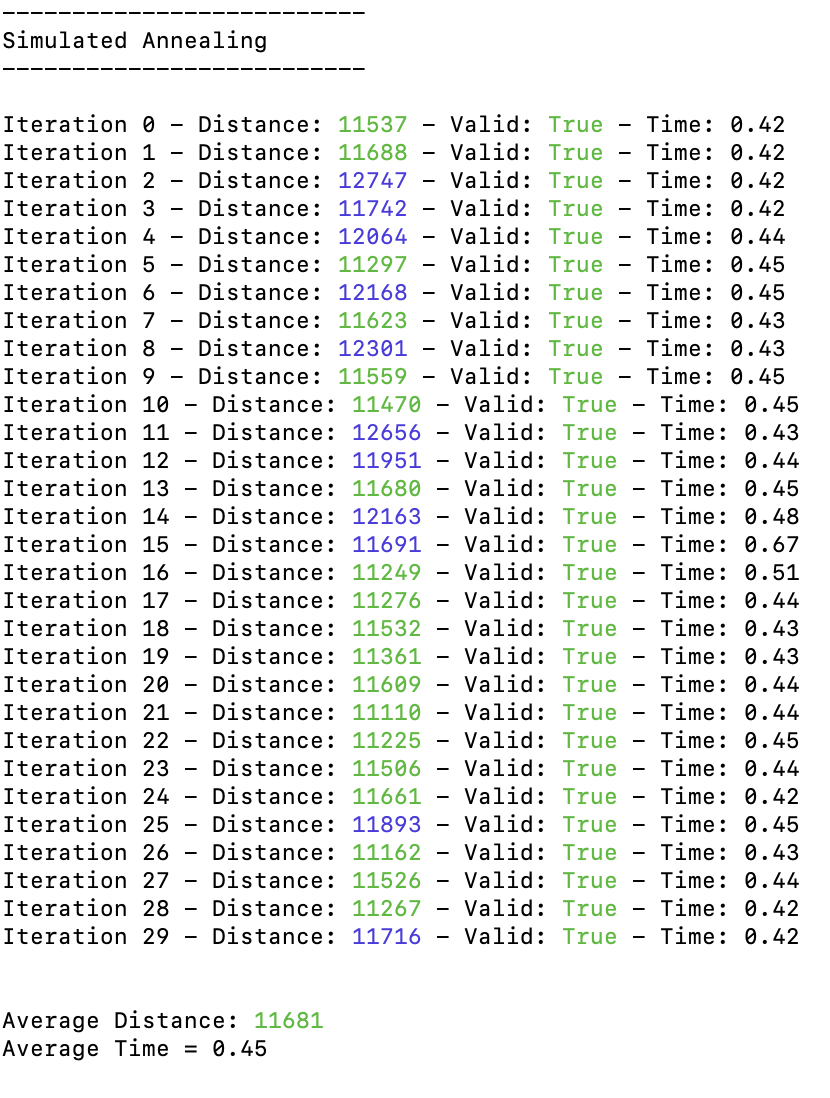 --------------------------
Simulated Annealing
--------------------------
Iteration 0 - Distance: 11537 - Valid: True - Time: 0.42
Iteration 1 - Distance: 11688 - Valid: True - Time: 0.42
Iteration 2 - Distance: 12747 - Valid: True - Time: 0.42
Iteration 3 - Distance: 11742 - Valid: True - Time: 0.42
Iteration 4 - Distance: 12064 - Valid: True - Time: 0.44
Iteration 5 - Distance: 11297 - Valid: True - Time: 0.45
Iteration 6 - Distance: 12168 - Valid: True - Time: 0.45
Iteration 7 - Distance: 11623 - Valid: True - Time: 0.43
Iteration 8 - Distance: 12301 - Valid: True - Time: 0.43
Iteration 9 - Distance: 11559 - Valid: True - Time: 0.45
Iteration 10 - Distance: 11470 - Valid: True - Time: 0.45
Iteration 11 - Distance: 12656 - Valid: True - Time: 0.43
Iteration 12 - Distance: 11951 - Valid: True - Time: 0.44
Iteration 13 - Distance: 11680 - Valid: True - Time: 0.45
Iteration 14 - Distance: 12163 - Valid: True - Time: 0.48
Iteration 15 - Distance: 11691 - Valid: True - Time: 0.67
Iteration 16 - Distance: 11249 - Valid: True - Time: 0.51
Iteration 17 - Distance: 11276 - Valid: True - Time: 0.44
Iteration 18 - Distance: 11532 - Valid: True - Time: 0.43
Iteration 19 - Distance: 11361 - Valid: True - Time: 0.43
Iteration 20 - Distance: 11609 - Valid: True - Time: 0.44
Iteration 21 - Distance: 11110 - Valid: True - Time: 0.44
Iteration 22 - Distance: 11225 - Valid: True - Time: 0.45
Iteration 23 - Distance: 11506 - Valid: True - Time: 0.44
Iteration 24 - Distance: 11661 - Valid: True - Time: 0.42
Iteration 25 - Distance: 11893 - Valid: True - Time: 0.45
Iteration 26 - Distance: 11162 - Valid: True - Time: 0.43
Iteration 27 - Distance: 11526 - Valid: True - Time: 0.44
Iteration 28 - Distance: 11267 - Valid: True - Time: 0.42
Iteration 29 - Distance: 11716 - Valid: True - Time: 0.42
Average Distance: 11681
Average Time = 0.45